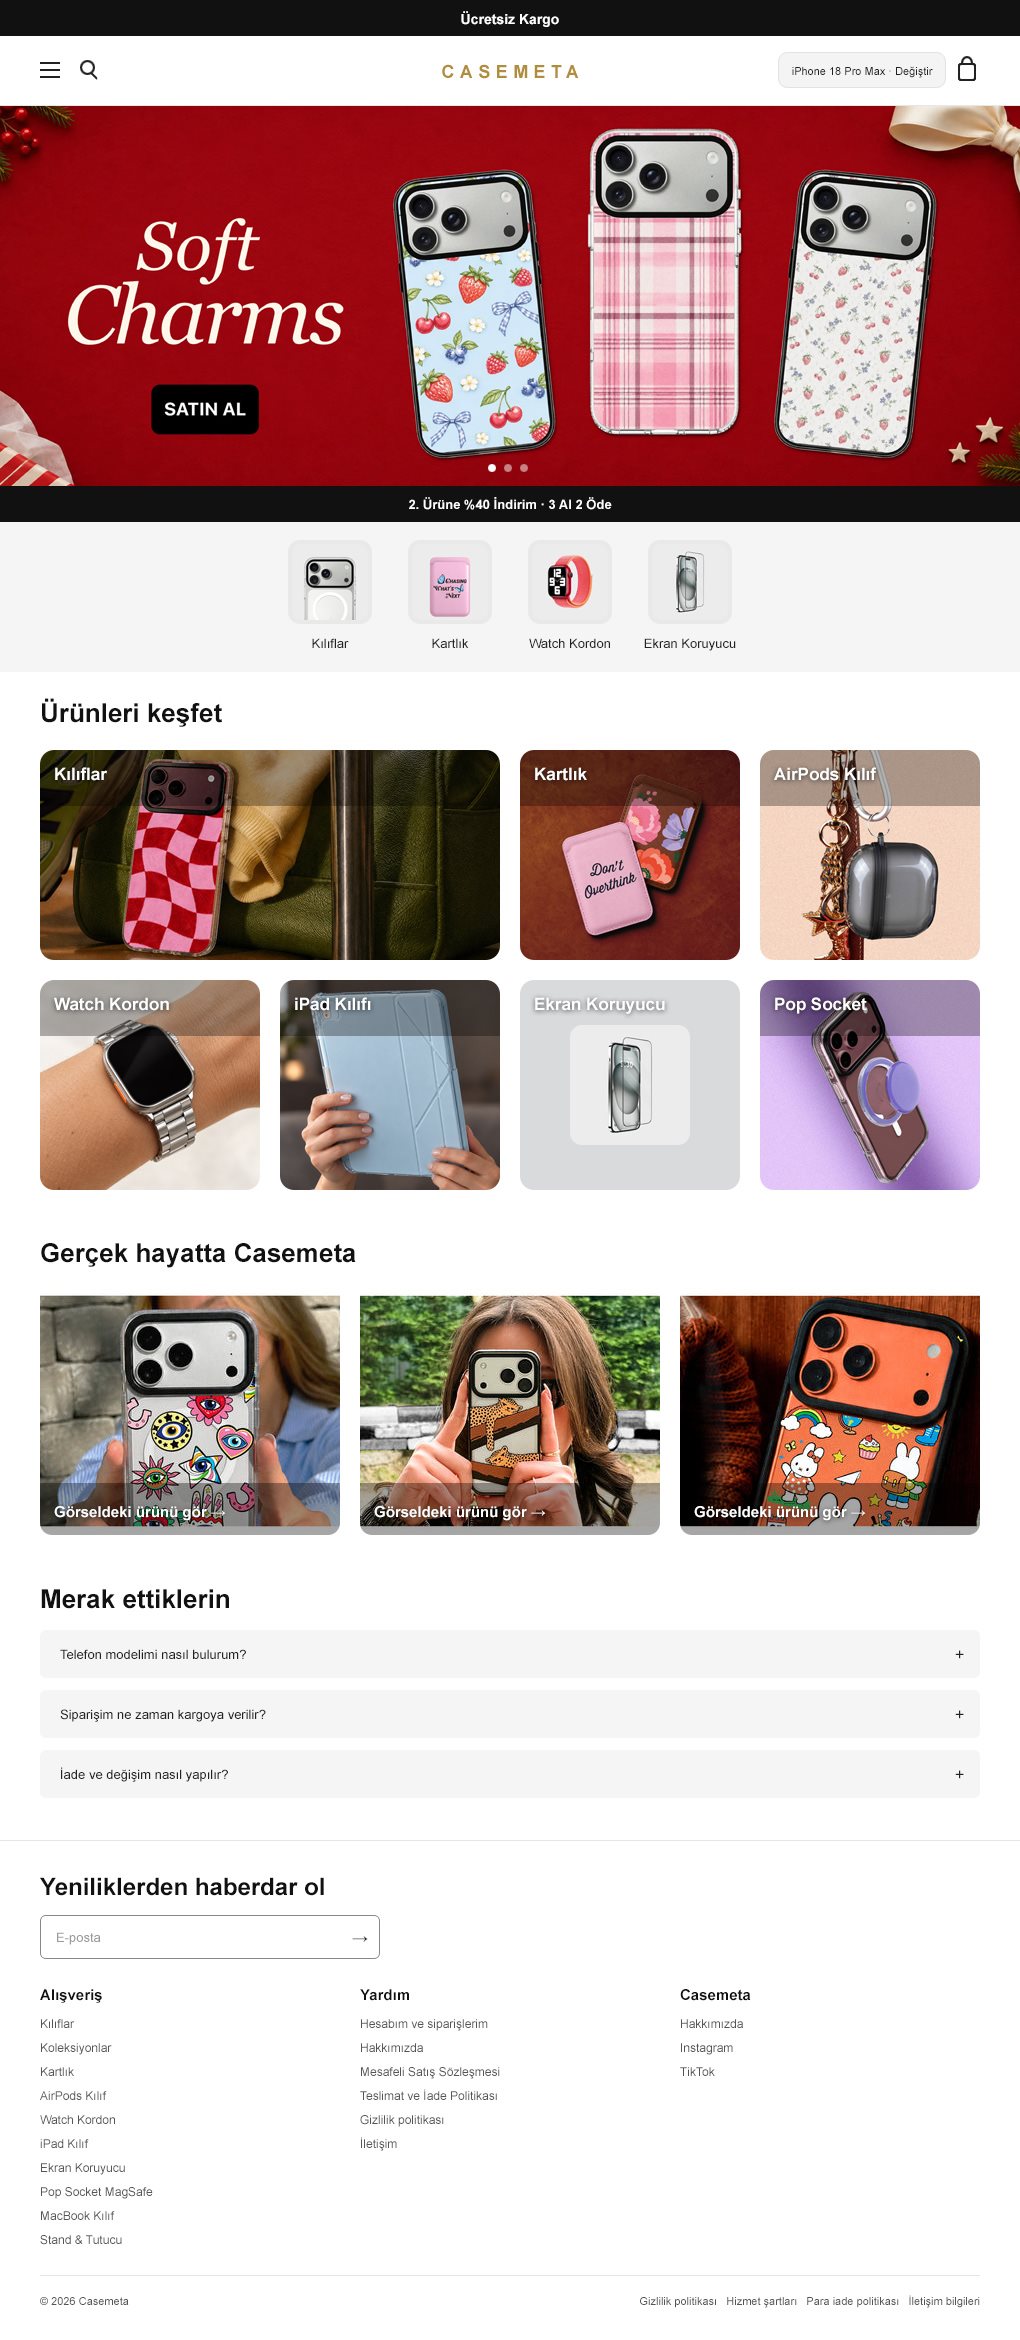 Ücretsiz Kargo
CASEMETA
iPhone 18 Pro Max · Değiştir
Soft
Charms
SATIN AL
2. Ürüne %40 İndirim · 3 Al 2 Öde
CHASING
WHAT'S
NEXT
Kılıflar
Kartlık
Watch Kordon
Ekran Koruyucu
Ürünleri keşfet
Kılıflar
Kartlık
AirPods Kılıf
Don't
Overthink
Watch Kordon
iPad Kılıfı
Ekran Koruyucu
Pop Socket
Gerçek hayatta Casemeta
Görseldeki ürünü gör →
Görseldeki ürünü gör →
Görseldeki ürünü gör →
Merak ettiklerin
Telefon modelimi nasıl bulurum? +
Siparişim ne zaman kargoya verilir? +
İade ve değişim nasıl yapılır? +
Yeniliklerden haberdar ol
E-posta →
Alışveriş
Kılıflar
Koleksiyonlar
Kartlık
AirPods Kılıf
Watch Kordon
iPad Kılıf
Ekran Koruyucu
Pop Socket MagSafe
MacBook Kılıf
Stand & Tutucu
Yardım
Hesabım ve siparişlerim
Hakkımızda
Mesafeli Satış Sözleşmesi
Teslimat ve İade Politikası
Gizlilik politikası
İletişim
Casemeta
Hakkımızda
Instagram
TikTok
© 2026 Casemeta
Gizlilik politikası Hizmet şartları Para iade politikası İletişim bilgileri